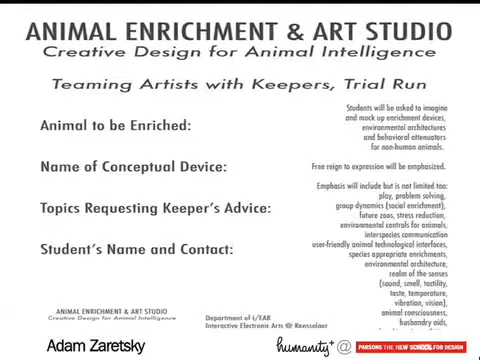 ANIMAL ENRICHMENT & ART STUDIO
Creative Design for Animal Intelligence
Teaming Artists with Keepers, Trial Run
Animal to be Enriched:
Name of Conceptual Device:
Topics Requesting Keeper's Advice:
Student's Name and Contact:
Students will be asked to imagine
and mock up enrichment devices,
environmental architectures
and behavioral attenuators
for non-human animals.
Free reign to expression will be emphasized.
Emphasis will include but is not limited too:
play, problem solving,
group dynamics (social enrichment),
future zoos, stress reduction,
environmental controls for animals,
interspecies communication
user-friendly animal technological interfaces,
species appropriate enrichments,
environmental architecture,
realm of the senses
(sound, smell, tactility,
taste, temperature,
vibration, vision),
animal consciousness,
husbandry aids,
ANIMAL ENRICHMENT & ART STUDIO
Creative Design for Animal Intelligence
Department of i/EAR
Interactive Electronic Arts @ Rensselaer
Adam Zaretsky
humanity+ @ PARSONS THE NEW SCHOOL FOR DESIGN